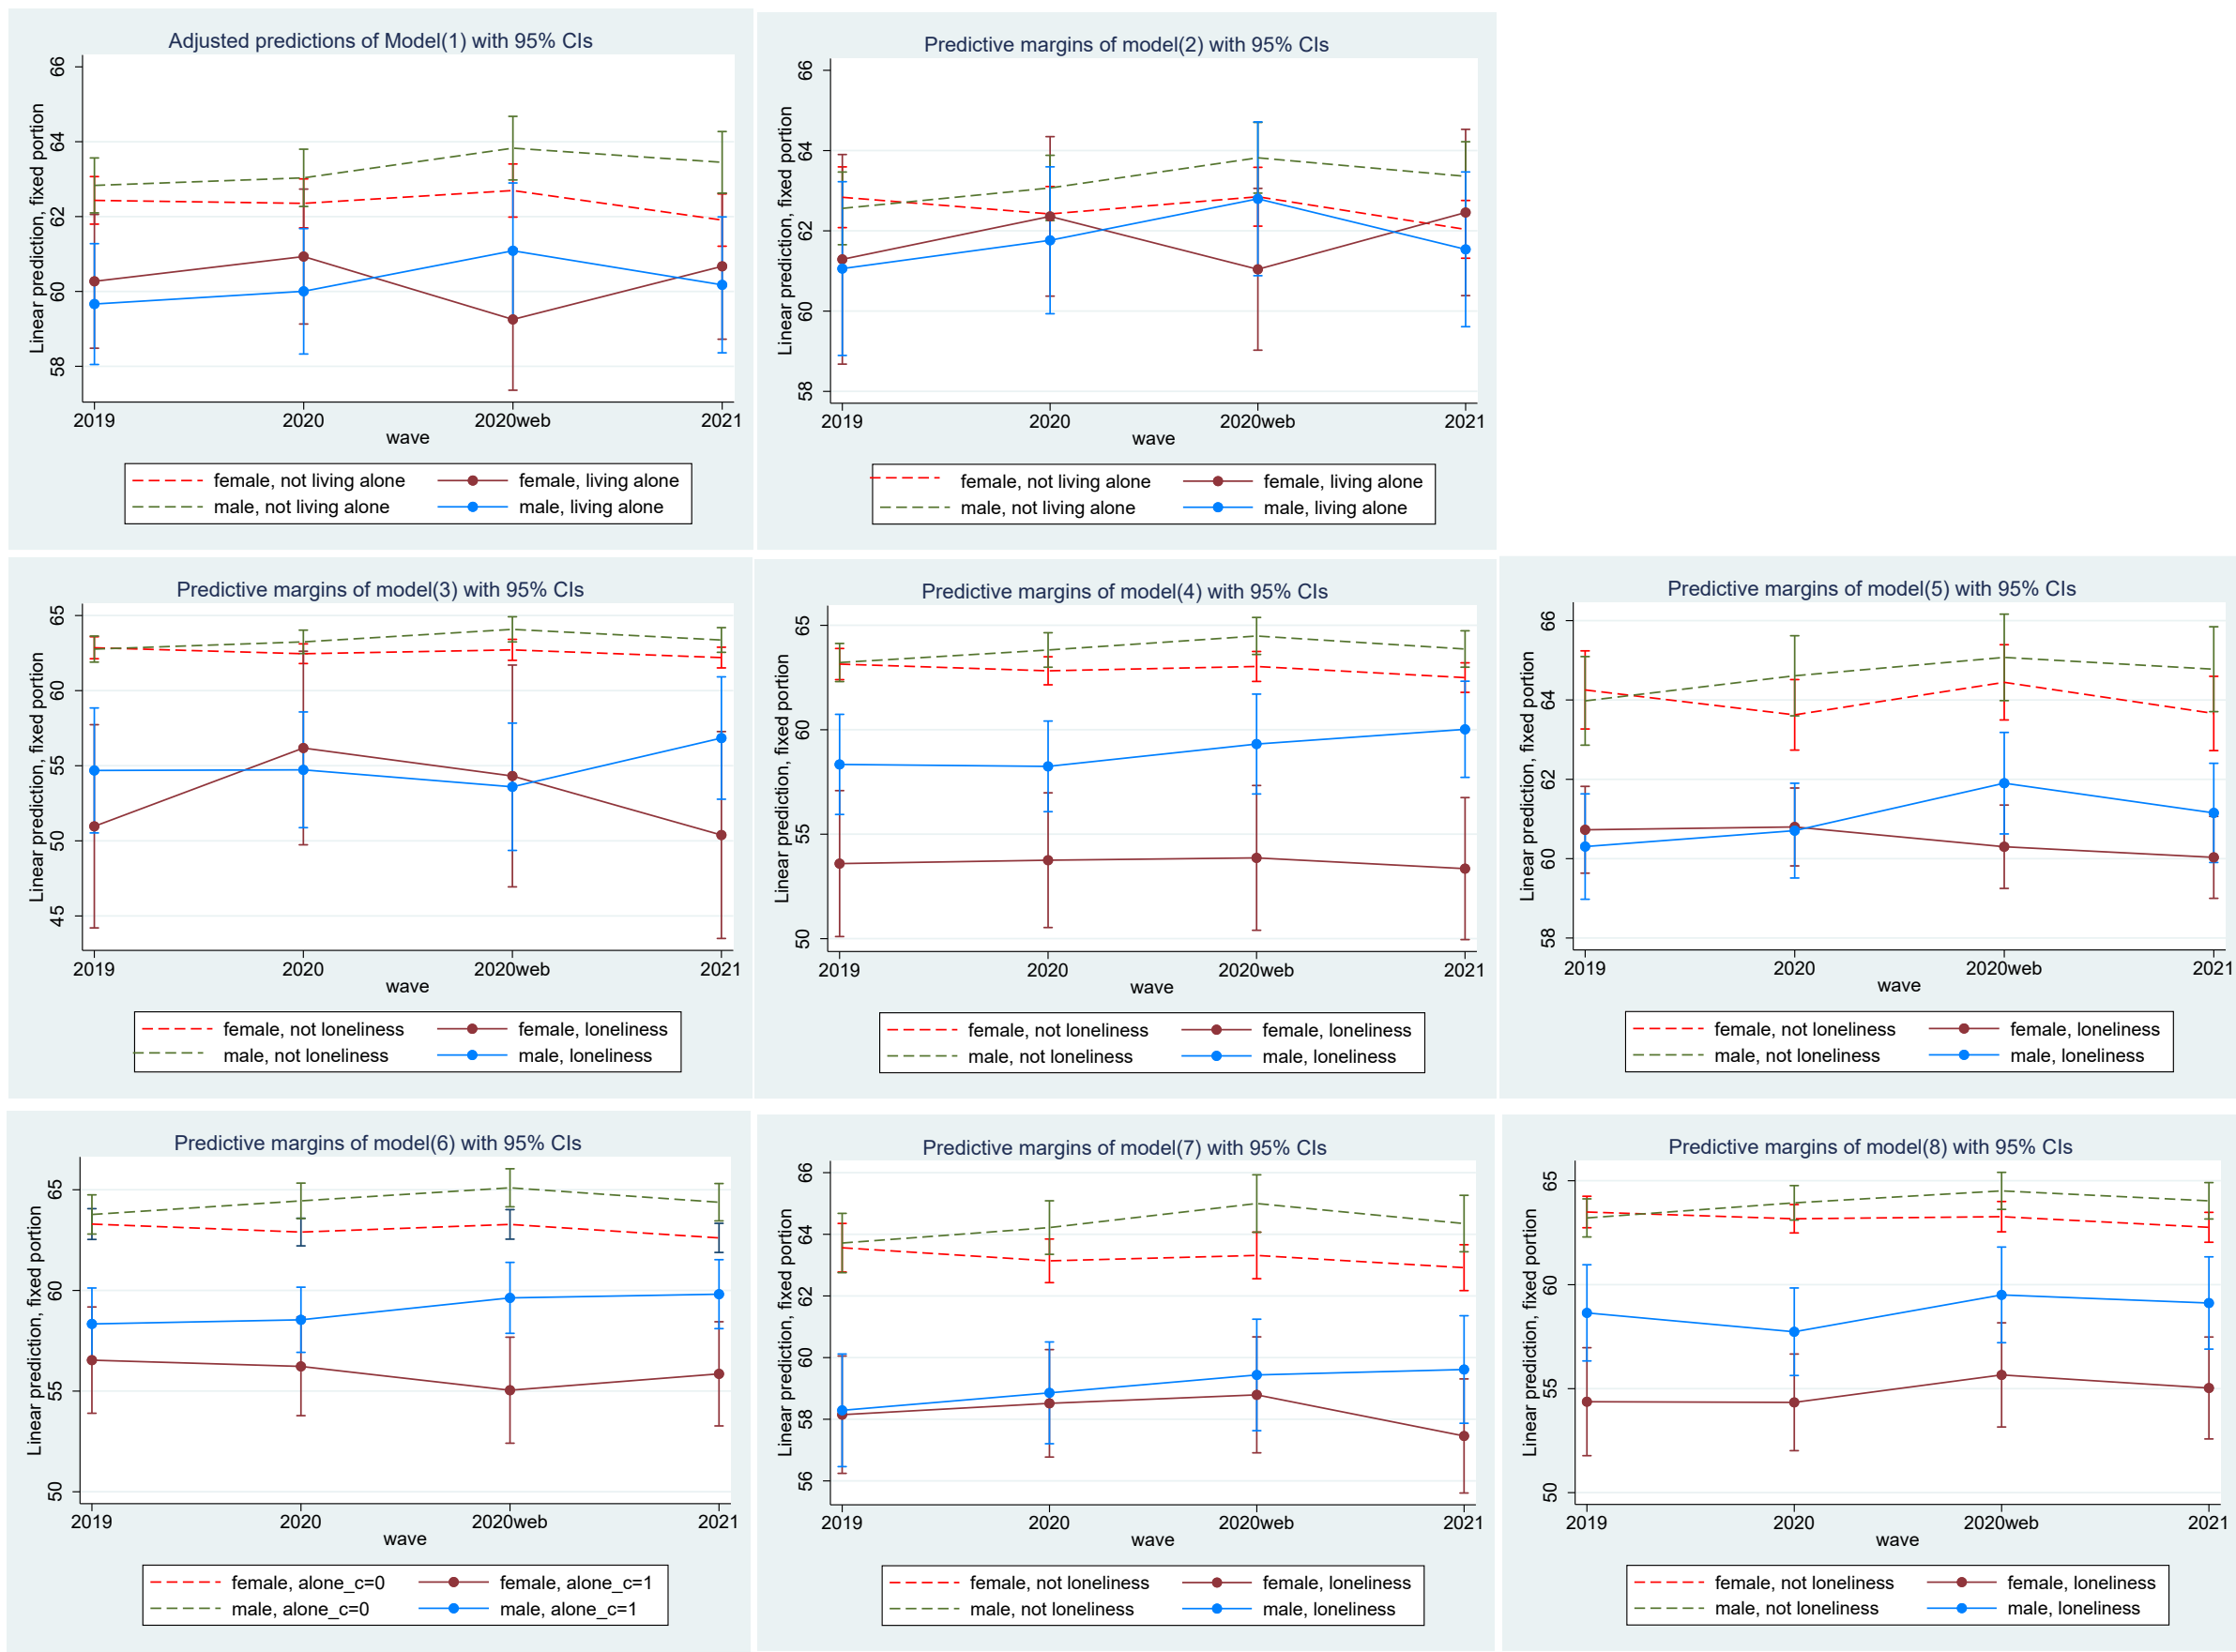 Adjusted predictions of Model(1) with 95% CIs
Linear prediction, fixed portion
66
64
62
60
58
2019 2020 2020web 2021
wave
female, not living alone female, living alone
male, not living alone male, living alone
Predictive margins of model(2) with 95% CIs
Linear prediction, fixed portion
66
64
62
60
58
2019 2020 2020web 2021
wave
female, not living alone female, living alone
male, not living alone male, living alone
Predictive margins of model(3) with 95% CIs
Linear prediction, fixed portion
65
60
55
50
45
2019 2020 2020web 2021
wave
female, not loneliness female, loneliness
male, not loneliness male, loneliness
Predictive margins of model(4) with 95% CIs
Linear prediction, fixed portion
65
60
55
50
2019 2020 2020web 2021
wave
female, not loneliness female, loneliness
male, not loneliness male, loneliness
Predictive margins of model(5) with 95% CIs
Linear prediction, fixed portion
66
64
62
60
58
2019 2020 2020web 2021
wave
female, not loneliness female, loneliness
male, not loneliness male, loneliness
Predictive margins of model(6) with 95% CIs
Linear prediction, fixed portion
65
60
55
50
2019 2020 2020web 2021
wave
female, alone_c=0 female, alone_c=1
male, alone_c=0 male, alone_c=1
Predictive margins of model(7) with 95% CIs
Linear prediction, fixed portion
66
64
62
60
58
56
2019 2020 2020web 2021
wave
female, not loneliness female, loneliness
male, not loneliness male, loneliness
Predictive margins of model(8) with 95% CIs
Linear prediction, fixed portion
65
60
55
50
2019 2020 2020web 2021
wave
female, not loneliness female, loneliness
male, not loneliness male, loneliness